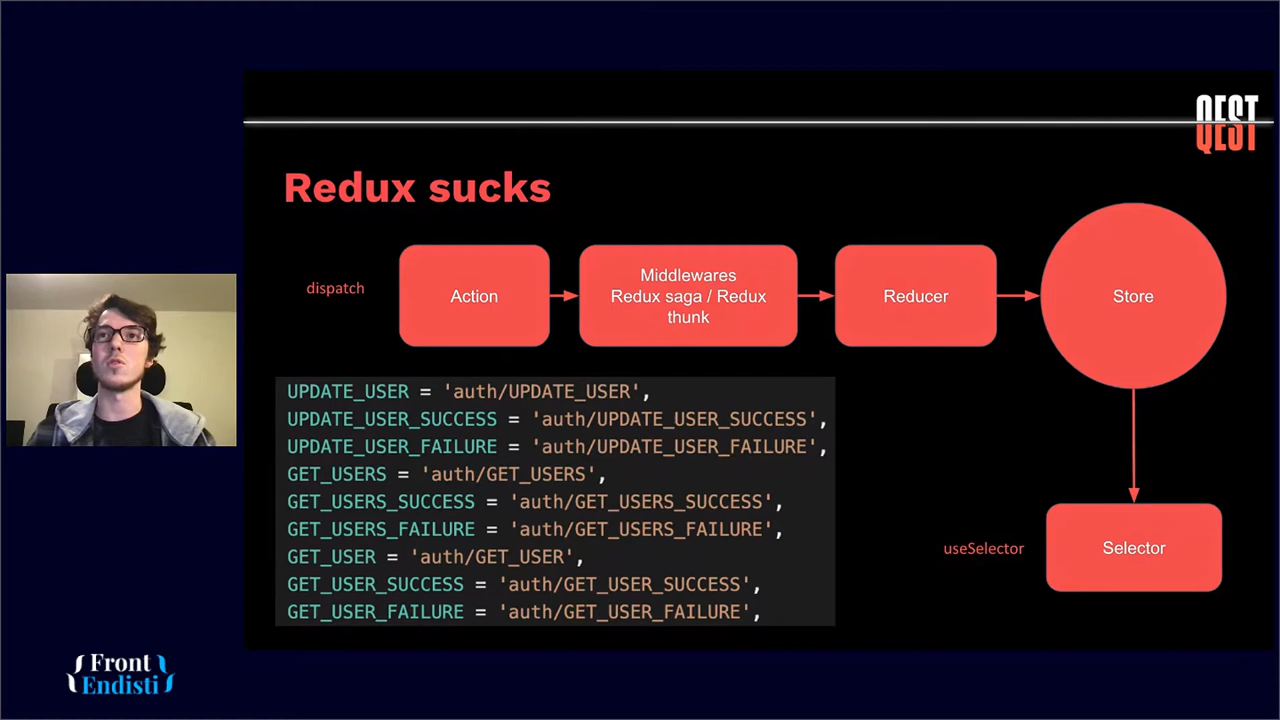 QEST
Redux sucks
dispatch
Action
Middlewares
Redux saga / Redux
thunk
Reducer
Store
UPDATE_USER = 'auth/UPDATE_USER',
UPDATE_USER_SUCCESS = 'auth/UPDATE_USER_SUCCESS',
UPDATE_USER_FAILURE = 'auth/UPDATE_USER_FAILURE',
GET_USERS = 'auth/GET_USERS',
GET_USERS_SUCCESS = 'auth/GET_USERS_SUCCESS',
GET_USERS_FAILURE = 'auth/GET_USERS_FAILURE',
GET_USER = 'auth/GET_USER',
GET_USER_SUCCESS = 'auth/GET_USER_SUCCESS',
GET_USER_FAILURE = 'auth/GET_USER_FAILURE',
useSelector
Selector
{Front
Endisti}